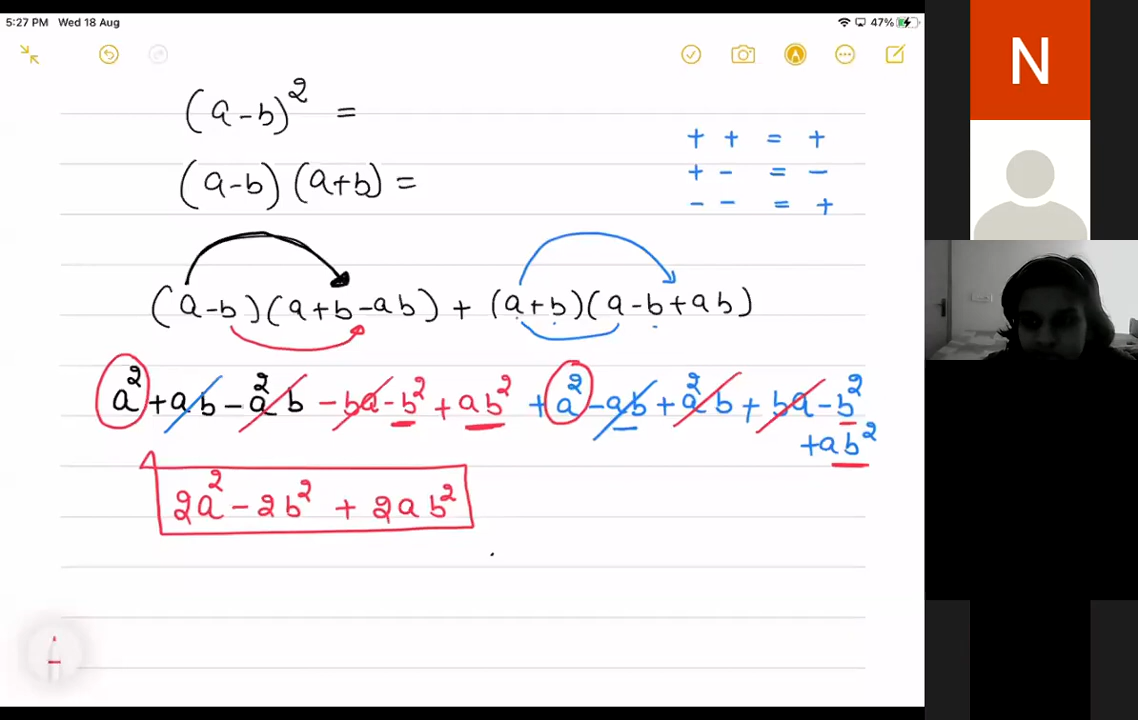 5:27 PM Wed 18 Aug
47%
N
(a-b)² =
(a-b) (a+b) =
+ + = +
+ - = -
- - = +
(a-b)(a+b-ab) + (a+b)(a-b+ab)
a²+ab-a²b-ba-b²+ab²+a²-ab+a²b+ba-b²
+ab²
2a²-2b²+2ab²